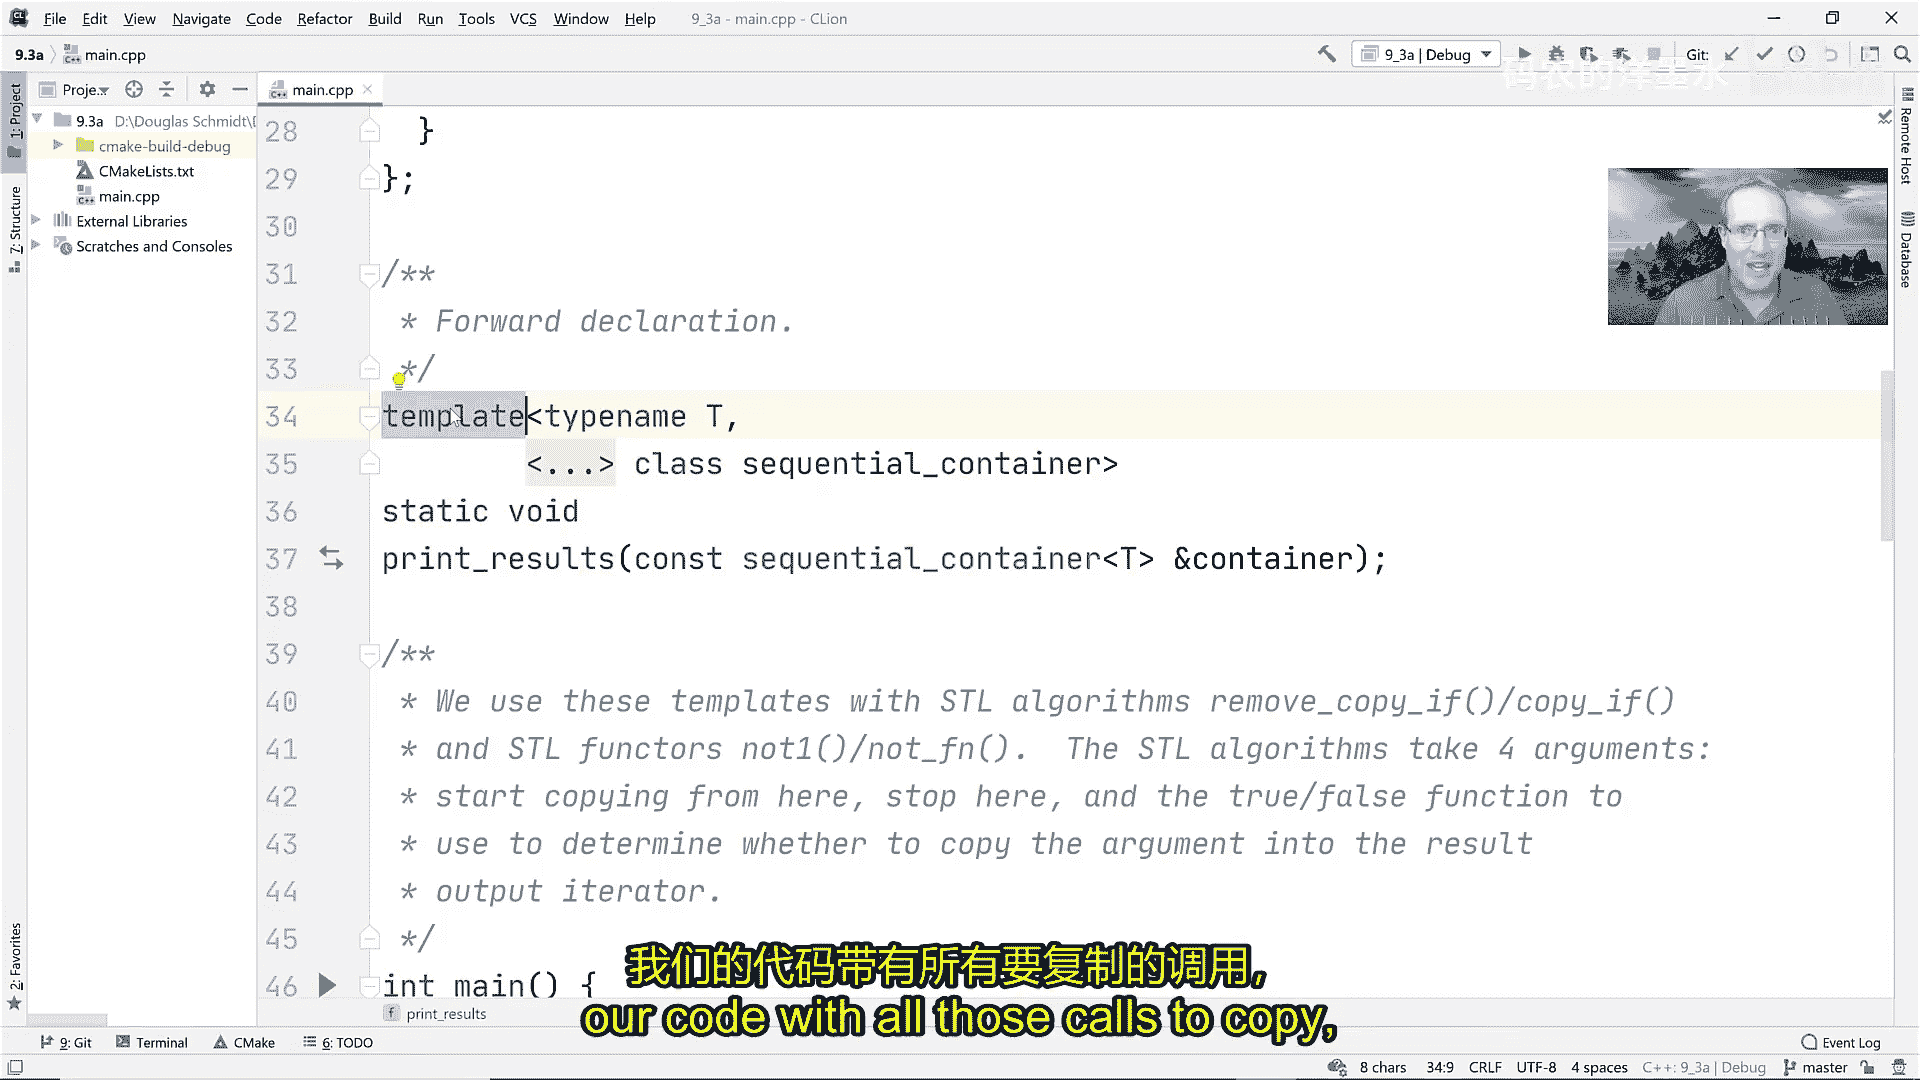 File Edit View Navigate Code Refactor Build Run Tools VCS Window Help 9_3a - main.cpp - CLion
9.3a main.cpp 9_3a | Debug Git:
码农的洋墨水
1: Project
Proje...
main.cpp
9.3a D:\Douglas Schmidt\
cmake-build-debug
CMakeLists.txt
main.cpp
External Libraries
Scratches and Consoles
7: Structure
2: Favorites
Remote Host
Database
28 }
29 };
30
31 /**
32 * Forward declaration.
33 */
34 template<typename T,
35 <...> class sequential_container>
36 static void
37 print_results(const sequential_container<T> &container);
38
39 /**
40 * We use these templates with STL algorithms remove_copy_if()/copy_if()
41 * and STL functors not1()/not_fn(). The STL algorithms take 4 arguments:
42 * start copying from here, stop here, and the true/false function to
43 * use to determine whether to copy the argument into the result
44 * output iterator.
45 */
46 int main() {
print_results
我们的代码带有所有要复制的调用,
our code with all those calls to copy,
9: Git Terminal CMake 6: TODO Event Log
8 chars 34:9 CRLF UTF-8 4 spaces C++: 9_3a | Debug master